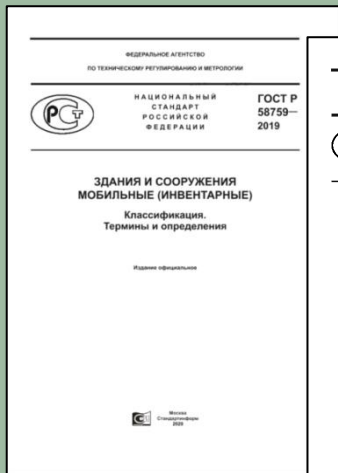 ФЕДЕРАЛЬНОЕ АГЕНТСТВО
ПО ТЕХНИЧЕСКОМУ РЕГУЛИРОВАНИЮ И МЕТРОЛОГИИ
НАЦИОНАЛЬНЫЙ
СТАНДАРТ
РОССИЙСКОЙ
ФЕДЕРАЦИИ
ГОСТ Р
58759—
2019
ЗДАНИЯ И СООРУЖЕНИЯ
МОБИЛЬНЫЕ (ИНВЕНТАРНЫЕ)
Классификация.
Термины и определения
Издание официальное
Москва
Стандартинформ
2020